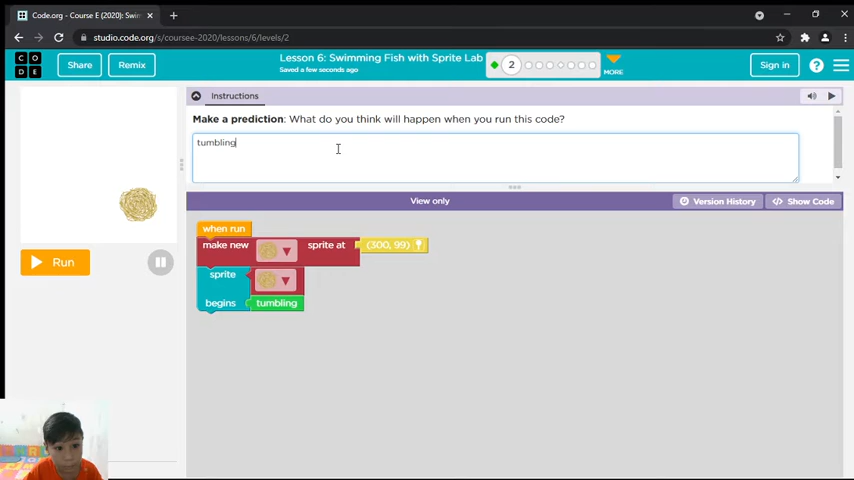 Code.org - Course E (2020): Swim
studio.code.org/s/coursee-2020/lessons/6/levels/2
C O
D E
Share
Remix
Lesson 6: Swimming Fish with Sprite Lab
Saved a few seconds ago
2
MORE
Sign in
?
Instructions
Make a prediction: What do you think will happen when you run this code?
tumbling
View only
Version History
</> Show Code
when run
make new
sprite at
(300, 99)
sprite
begins
tumbling
Run